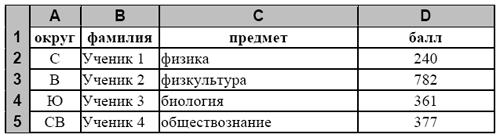 A B C D
1 округ фамилия предмет балл
2 С Ученик 1 физика 240
3 В Ученик 2 физкультура 782
4 Ю Ученик 3 биология 361
5 СВ Ученик 4 обществознание 377